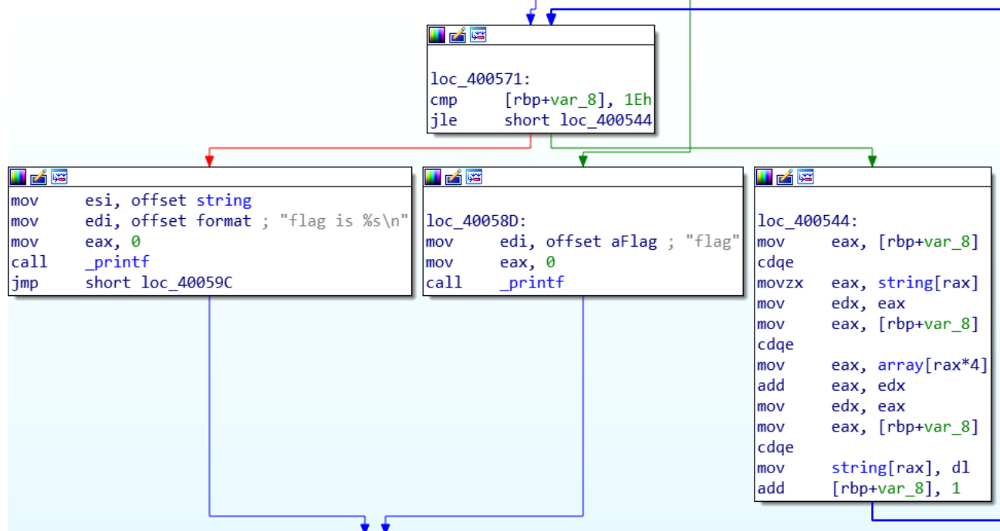 loc_400571:
cmp [rbp+var_8], 1Eh
jle short loc_400544
mov esi, offset string
mov edi, offset format ; "flag is %s\n"
mov eax, 0
call _printf
jmp short loc_40059C
loc_40058D:
mov edi, offset aFlag ; "flag"
mov eax, 0
call _printf
loc_400544:
mov eax, [rbp+var_8]
cdqe
movzx eax, string[rax]
mov edx, eax
mov eax, [rbp+var_8]
cdqe
mov eax, array[rax*4]
add eax, edx
mov edx, eax
mov eax, [rbp+var_8]
cdqe
mov string[rax], dl
add [rbp+var_8], 1